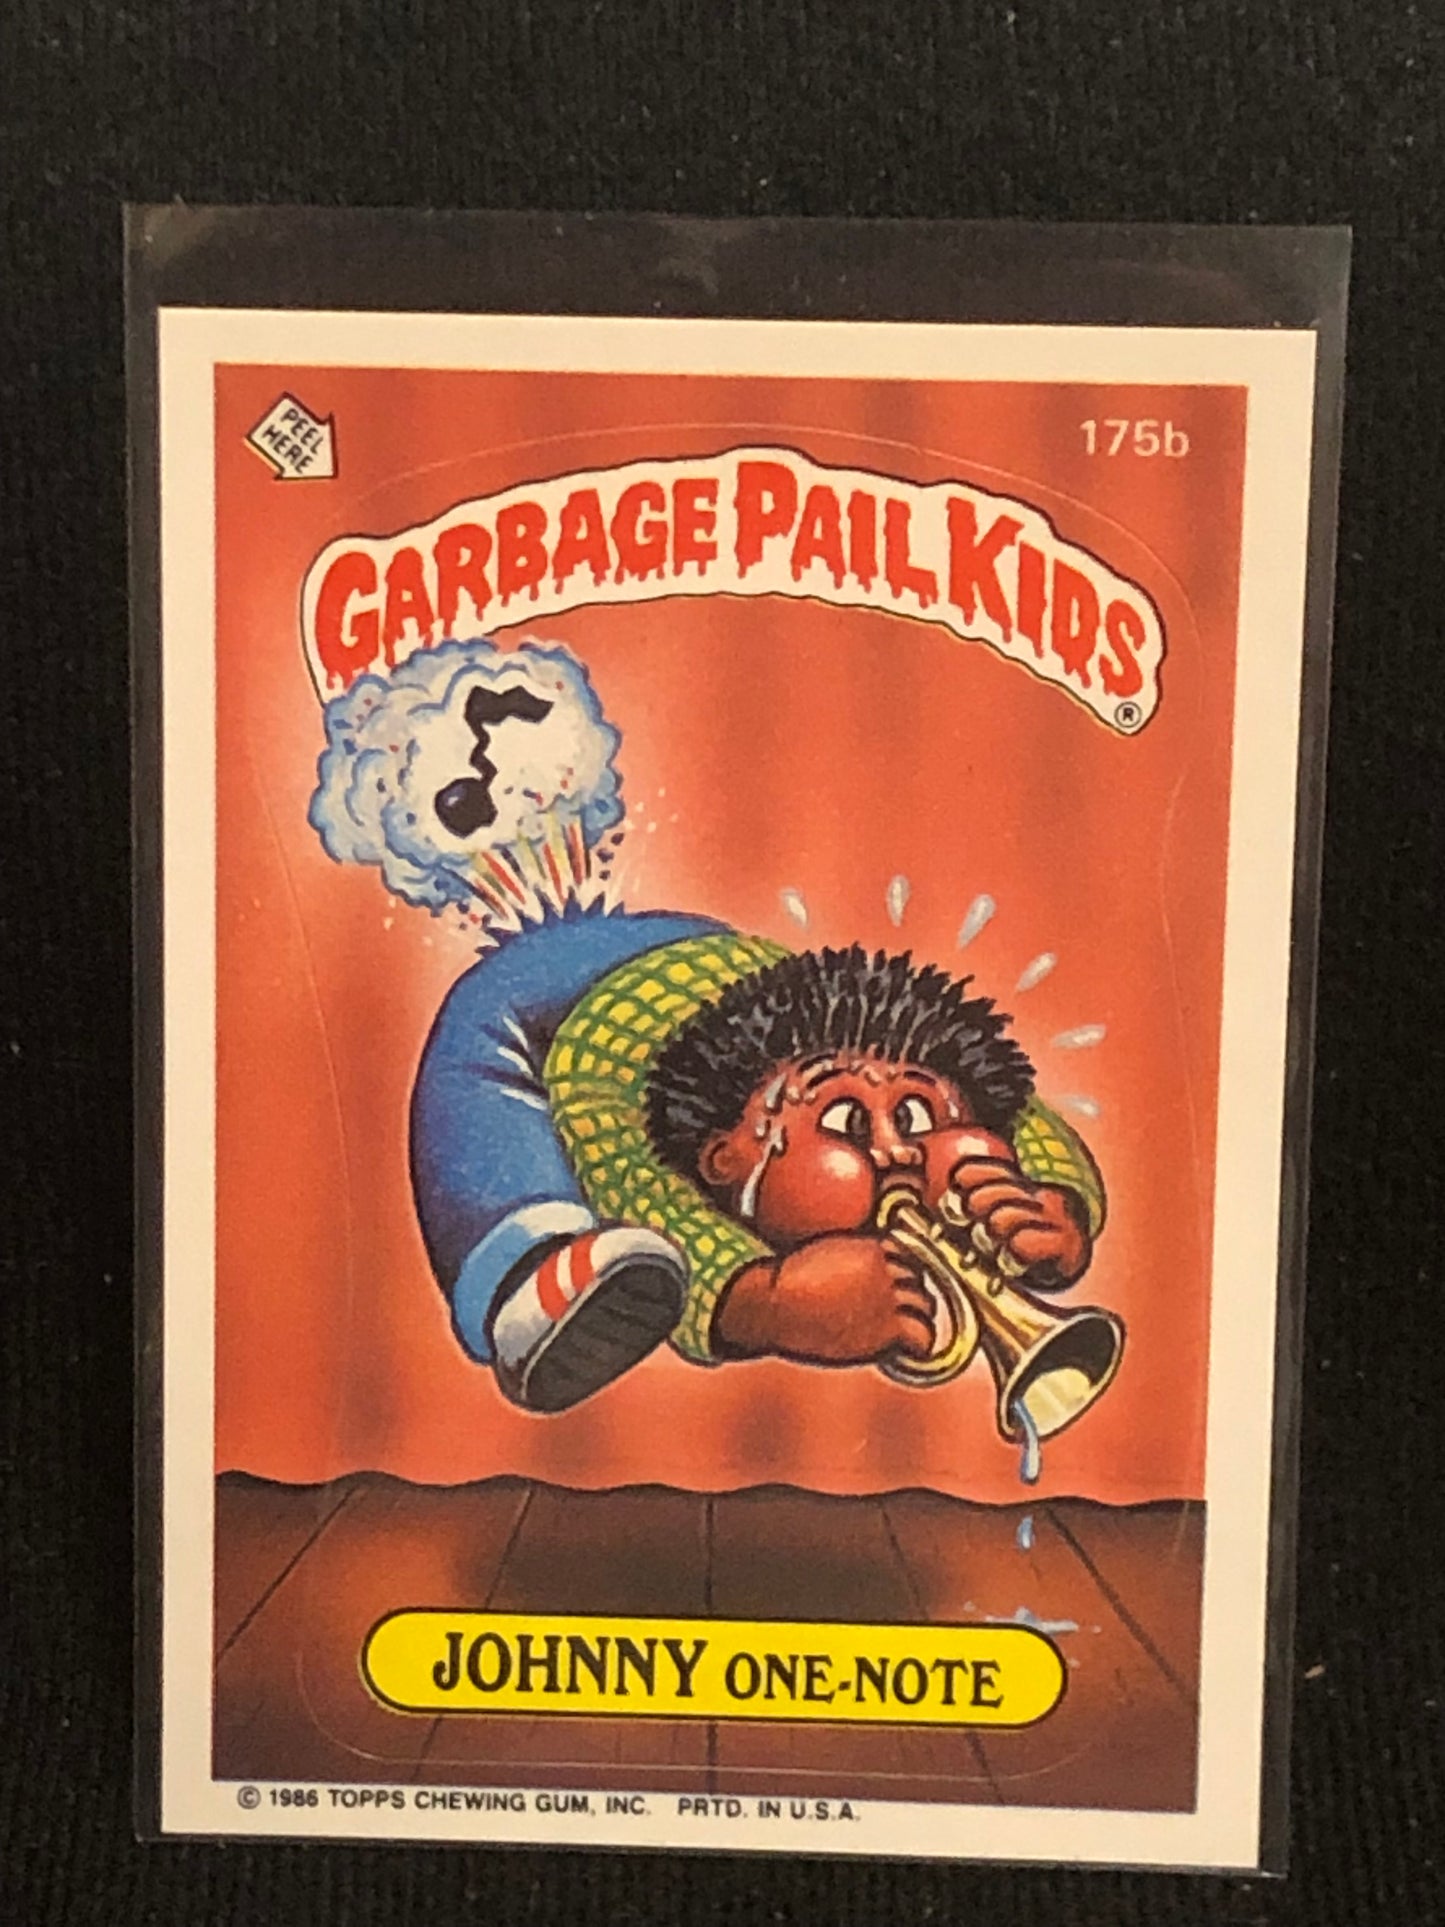 PEEL
HERE
175b
GARBAGE PAIL KIDS
®
JOHNNY ONE-NOTE
© 1986 TOPPS CHEWING GUM, INC. PRTD. IN U.S.A.